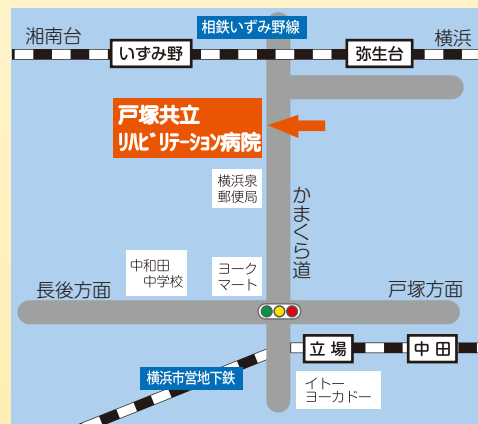 相鉄いずみ野線
湘南台
いずみ野
弥生台
横浜
戸塚共立
リハビリテーション病院
横浜泉
郵便局
かまくら道
中和田
中学校
ヨーク
マート
長後方面
戸塚方面
立場
中田
横浜市営地下鉄
イトー
ヨーカドー